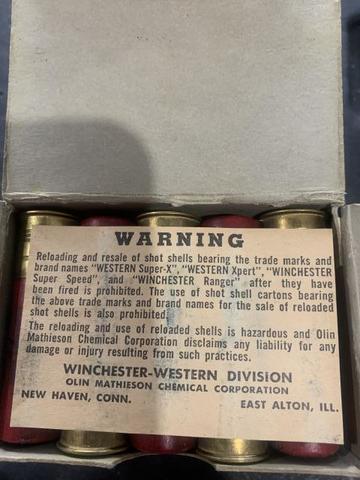 WARNING
Reloading and resale of shot shells bearing the trade marks and
brand names "WESTERN Super-X", "WESTERN Xpert", "WINCHESTER
Super Speed", and "WINCHESTER Ranger" after they have
been fired is prohibited. The use of shot shell cartons bearing
the above trade marks and brand names for the sale of reloaded
shot shells is also prohibited.
The reloading and use of reloaded shells is hazardous and Olin
Mathieson Chemical Corporation disclaims any liability for any
damage or injury resulting from such practices.
WINCHESTER-WESTERN DIVISION
OLIN MATHIESON CHEMICAL CORPORATION
NEW HAVEN, CONN.
EAST ALTON, ILL.